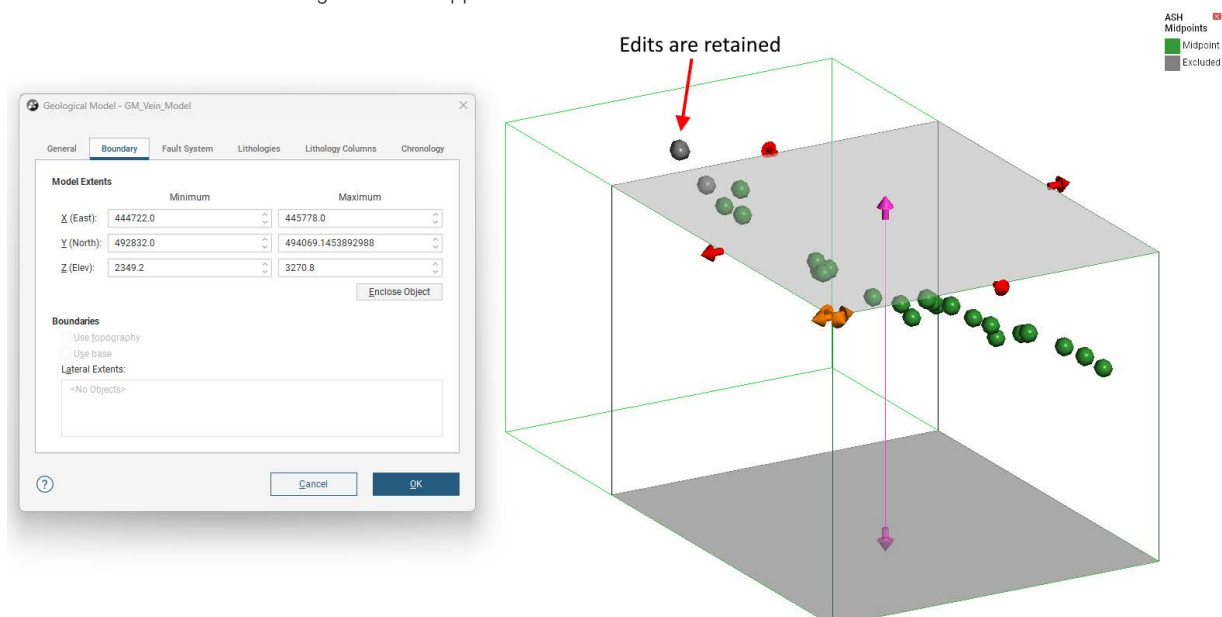 Edits are retained
ASH
Midpoints
Midpoint
Excluded
Geological Model - GM_Vein_Model
General Boundary Fault System Lithologies Lithology Columns Chronology
Model Extents
Minimum Maximum
X (East): 444722.0 445778.0
Y (North): 492832.0 494069.1453892988
Z (Elev): 2349.2 3270.8
Enclose Object
Boundaries
Use topography
Use base
Lateral Extents:
<No Objects>
? Cancel OK